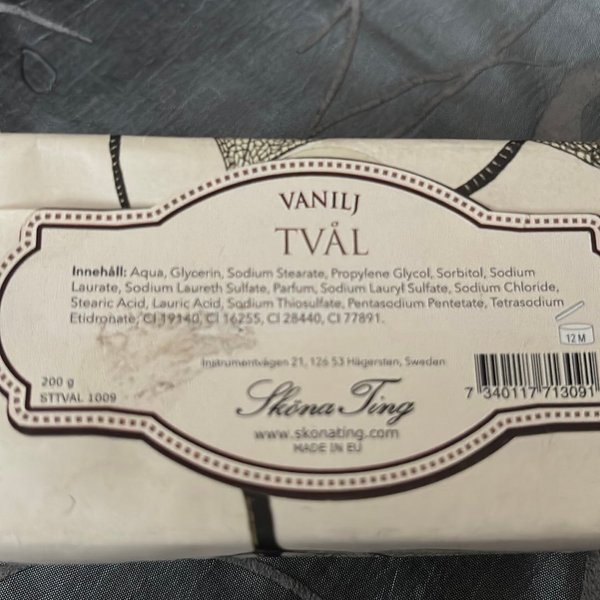 VANILJ
TVÅL
Innehåll: Aqua, Glycerin, Sodium Stearate, Propylene Glycol, Sorbitol, Sodium
Laurate, Sodium Laureth Sulfate, Parfum, Sodium Lauryl Sulfate, Sodium Chloride,
Stearic Acid, Lauric Acid, Sodium Thiosulfate, Pentasodium Pentetate, Tetrasodium
Etidronate, CI 19140, CI 16255, CI 28440, CI 77891.
12 M
Instrumentvägen 21, 126 53 Hägersten, Sweden
200 g
STTVAL 1009
Sköna Ting
7 340117 713091
www.skonating.com
MADE IN EU